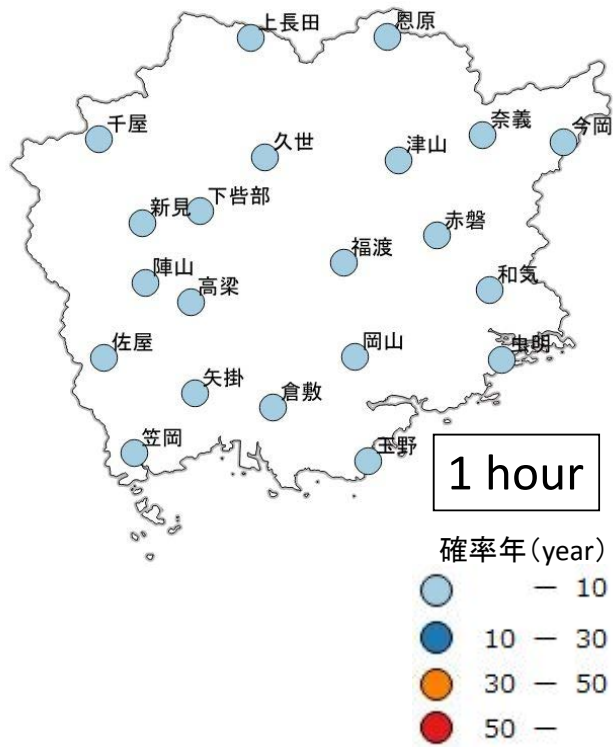 上長田
恩原
千屋
久世
津山
奈義
今岡
新見
下呰部
赤磐
福渡
陣山
高梁
和気
佐屋
岡山
虫明
矢掛
倉敷
笠岡
玉野
1 hour
確率年(year)
— 10
10 — 30
30 — 50
50 —